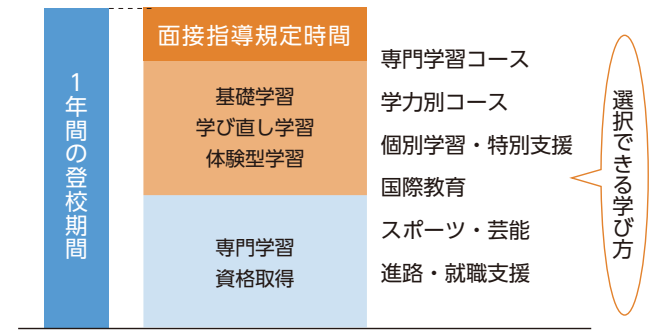 1年間の登校期間
面接指導規定時間
基礎学習
学び直し学習
体験型学習
専門学習
資格取得
専門学習コース
学力別コース
個別学習・特別支援
国際教育
スポーツ・芸能
進路・就職支援
選択できる学び方